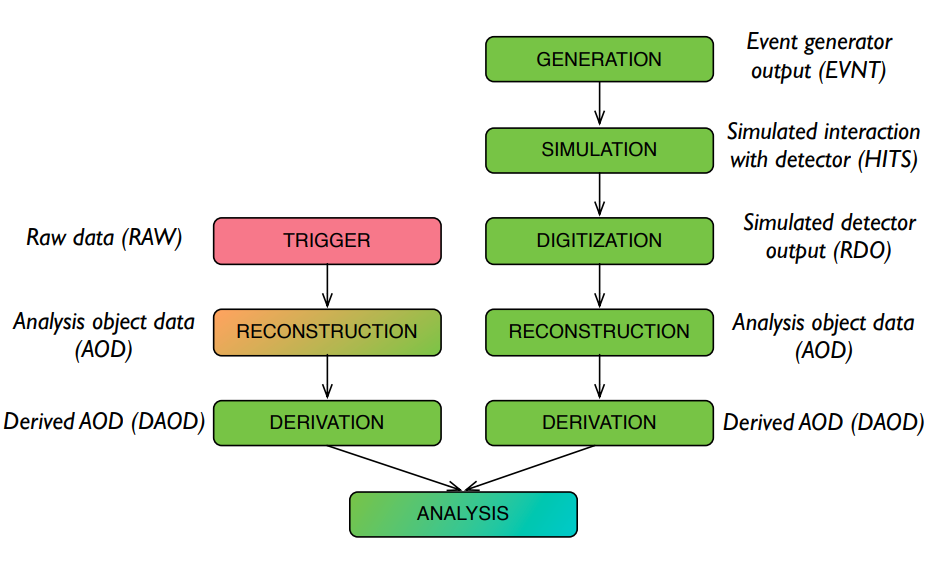 GENERATION
Event generator
output (EVNT)
SIMULATION
Simulated interaction
with detector (HITS)
Raw data (RAW)
TRIGGER
DIGITIZATION
Simulated detector
output (RDO)
Analysis object data
(AOD)
RECONSTRUCTION
RECONSTRUCTION
Analysis object data
(AOD)
Derived AOD (DAOD)
DERIVATION
DERIVATION
Derived AOD (DAOD)
ANALYSIS